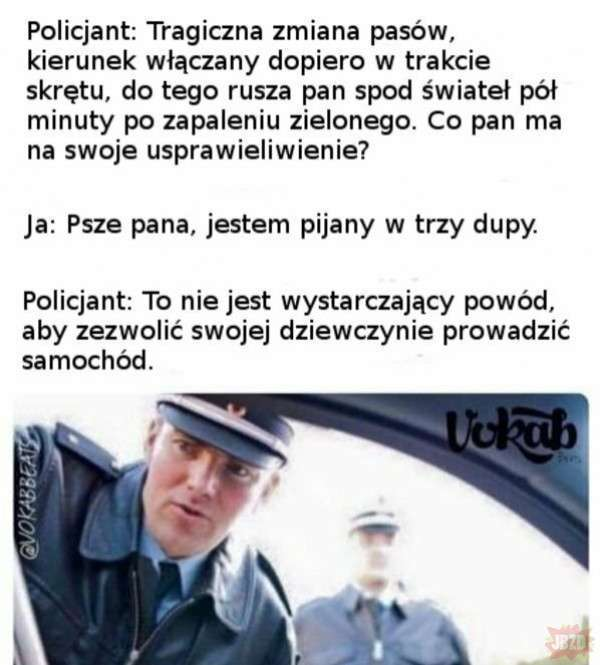 Policjant: Tragiczna zmiana pasów,
kierunek włączany dopiero w trakcie
skrętu, do tego rusza pan spod świateł pół
minuty po zapaleniu zielonego. Co pan ma
na swoje usprawieliwienie?
Ja: Psze pana, jestem pijany w trzy dupy.
Policjant: To nie jest wystarczający powód,
aby zezwolić swojej dziewczynie prowadzić
samochód.
Vokab
@VOKABBEATS
JBZD